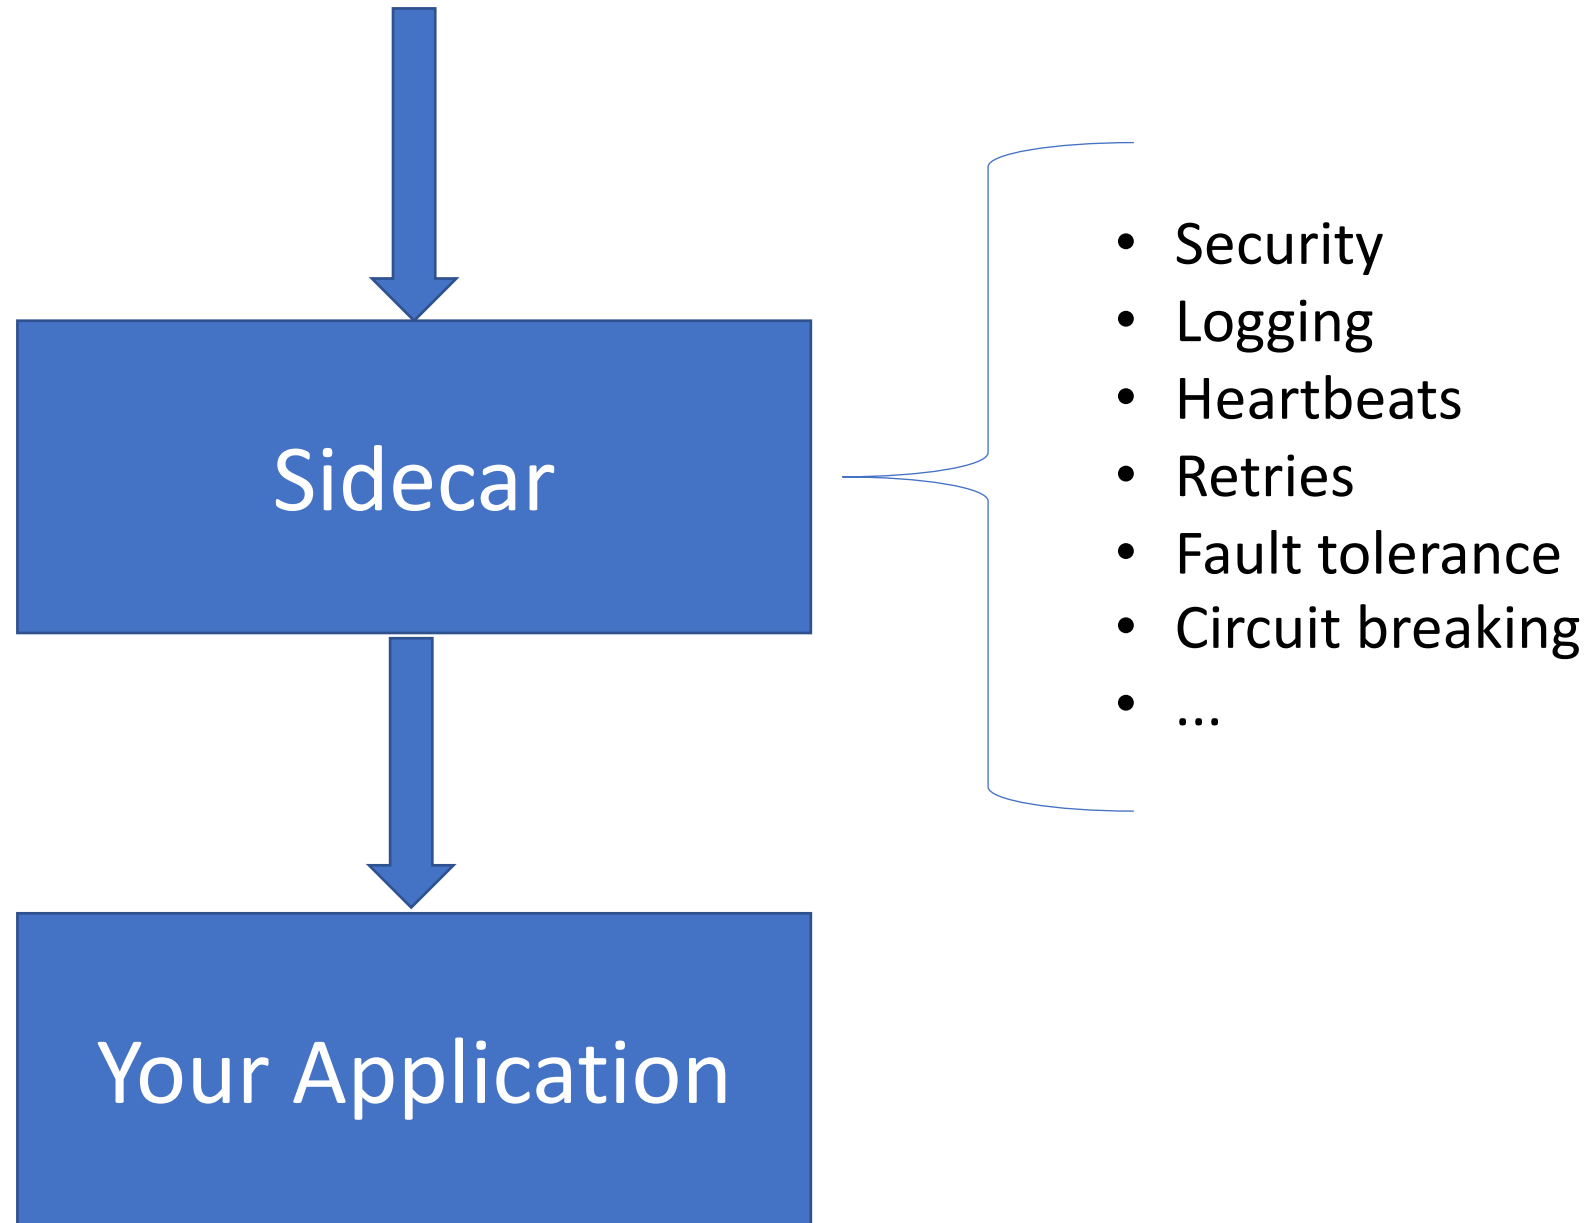 Sidecar
Your Application
• Security
• Logging
• Heartbeats
• Retries
• Fault tolerance
• Circuit breaking
• ...